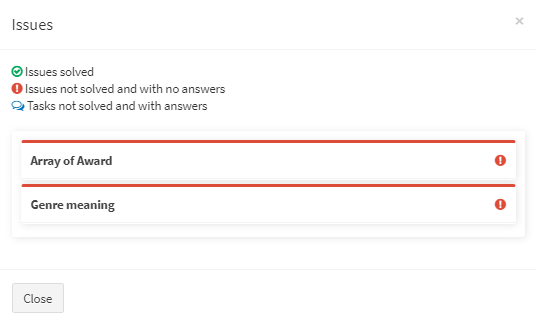 Issues
×
Issues solved
Issues not solved and with no answers
Tasks not solved and with answers
Array of Award
Genre meaning
Close